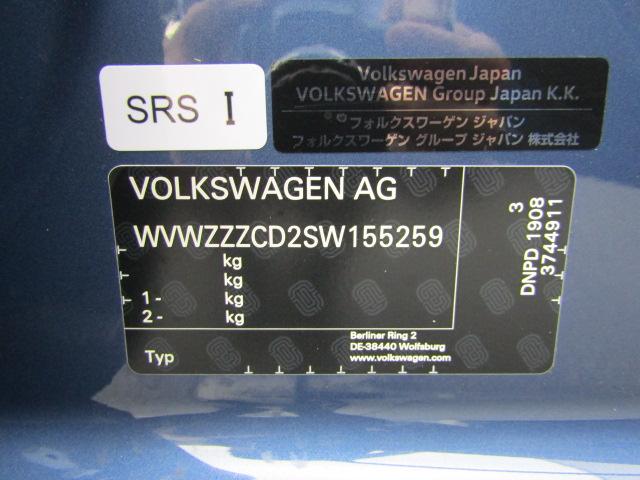 SRS I
Volkswagen Japan
VOLKSWAGEN Group Japan K.K.
フォルクスワーゲン ジャパン
フォルクスワーゲン グループ ジャパン 株式会社
VOLKSWAGEN AG
WVWZZZCD2SW155259
kg
kg
1 - kg
2 - kg
Typ
Berliner Ring 2
DE-38440 Wolfsburg
www.volkswagen.com
3
DNPD 1908
3744911